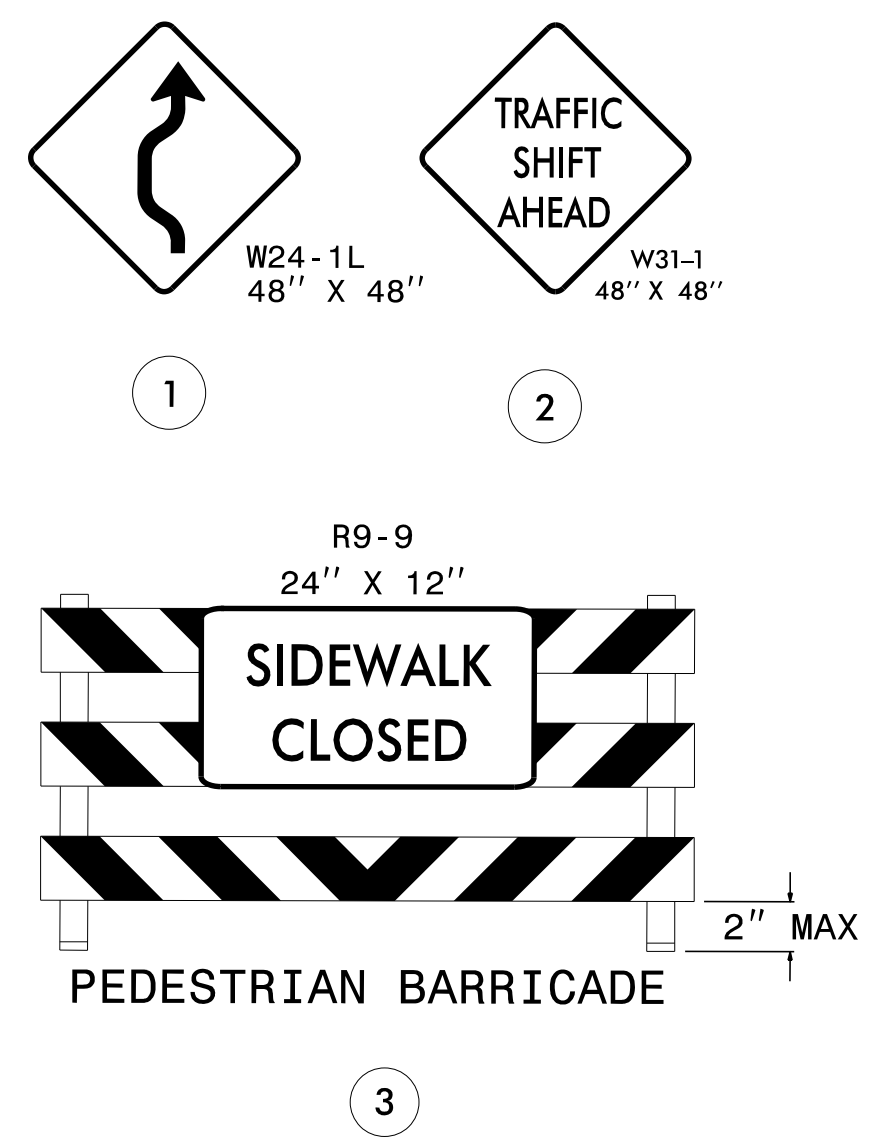 TRAFFIC
SHIFT
AHEAD
W24-1L
48'' X 48''
W31-1
48'' X 48''
1
2
R9-9
24'' X 12''
SIDEWALK
CLOSED
2'' MAX
PEDESTRIAN BARRICADE
3